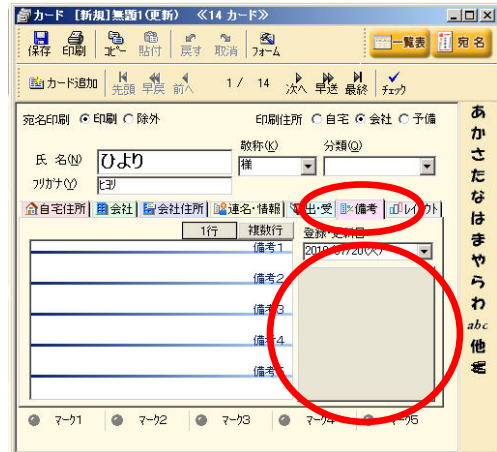 カード [新規]無題1(更新) 《14 カード》
保存 印刷 コピー 貼付 戻す 取消 フォーム 一覧表 宛名
カード追加 先頭 早戻 前へ 1 / 14 次へ 早送 最終 チェック
宛名印刷 印刷 除外 印刷住所 自宅 会社 予備
敬称(K) 分類(Q)
氏 名(N) ひより 様
フリガナ(Y) ヒヨリ
自宅住所 会社 会社住所 連名・情報 出・受 備考 レイアウト
1行 複数行 登録・更新日
備考1
備考2
備考3
備考4
備考5
マーク1 マーク2 マーク3 マーク4 マーク5
あ
か
さ
た
な
は
ま
や
ら
わ
abc
他